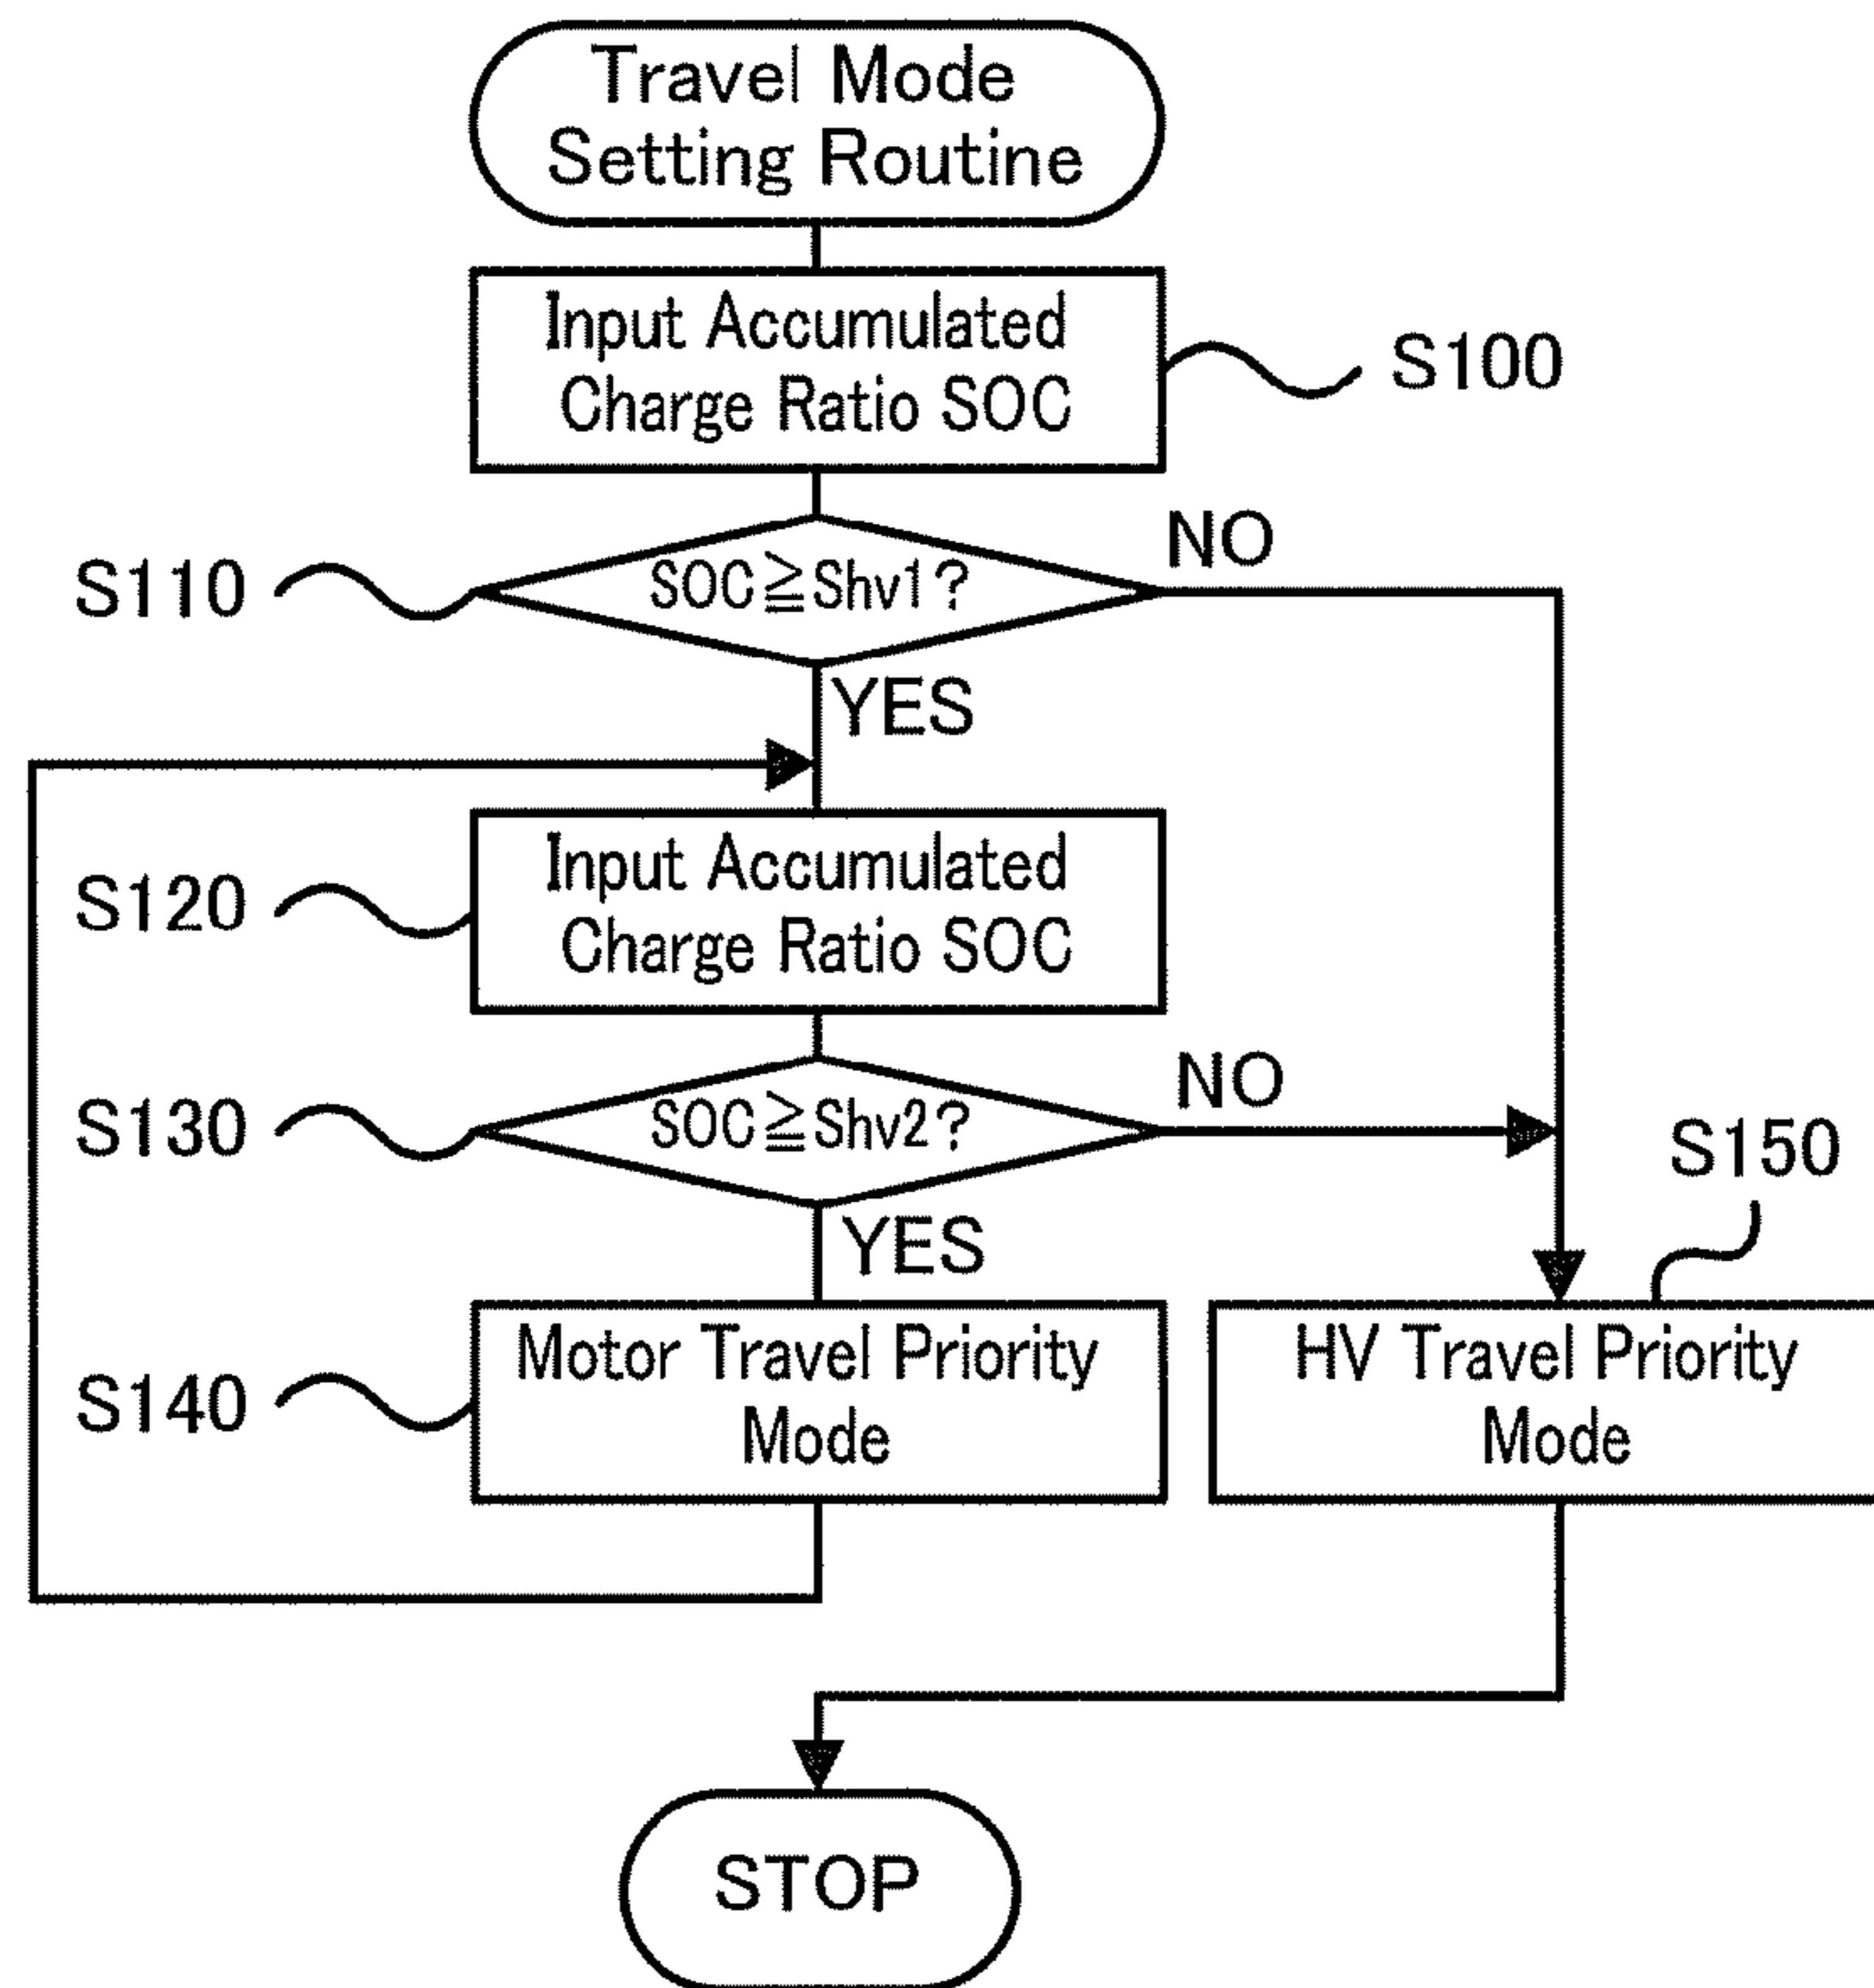 Travel Mode
Setting Routine
Input Accumulated
Charge Ratio SOC
S100
S110
SOC≧Shv1?
NO
YES
Input Accumulated
Charge Ratio SOC
S120
S130
SOC≧Shv2?
NO
YES
S150
S140
Motor Travel Priority
Mode
HV Travel Priority
Mode
STOP